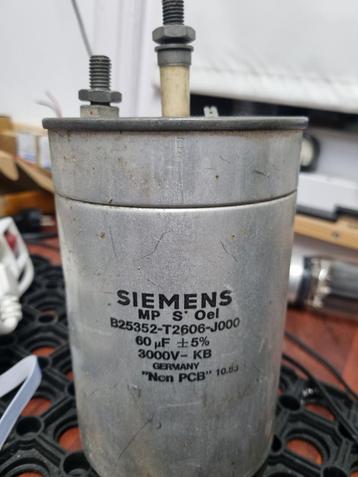 SIEMENS
MP S' Oel
B25352-T2606-J000
60 µF ±5%
3000V- KB
GERMANY
"Non PCB" 10.83